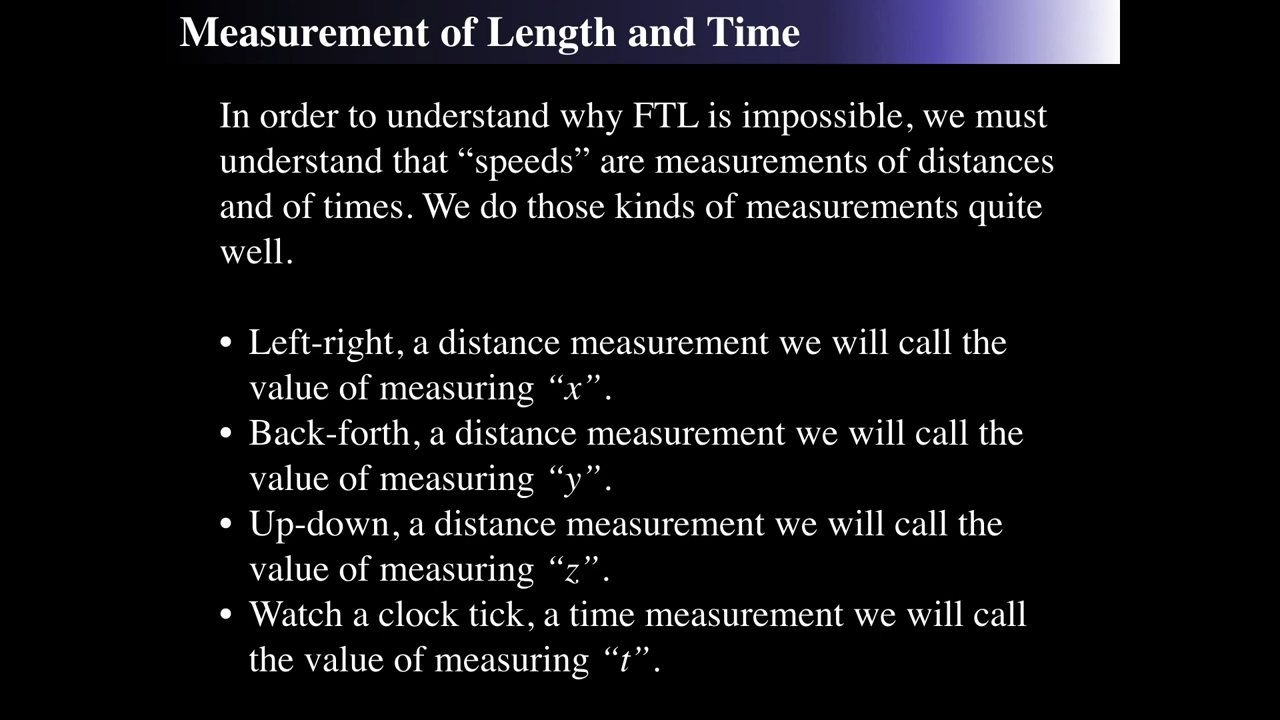 Measurement of Length and Time
In order to understand why FTL is impossible, we must
understand that “speeds” are measurements of distances
and of times. We do those kinds of measurements quite
well.
• Left-right, a distance measurement we will call the
value of measuring “x”.
• Back-forth, a distance measurement we will call the
value of measuring “y”.
• Up-down, a distance measurement we will call the
value of measuring “z”.
• Watch a clock tick, a time measurement we will call
the value of measuring “t”.